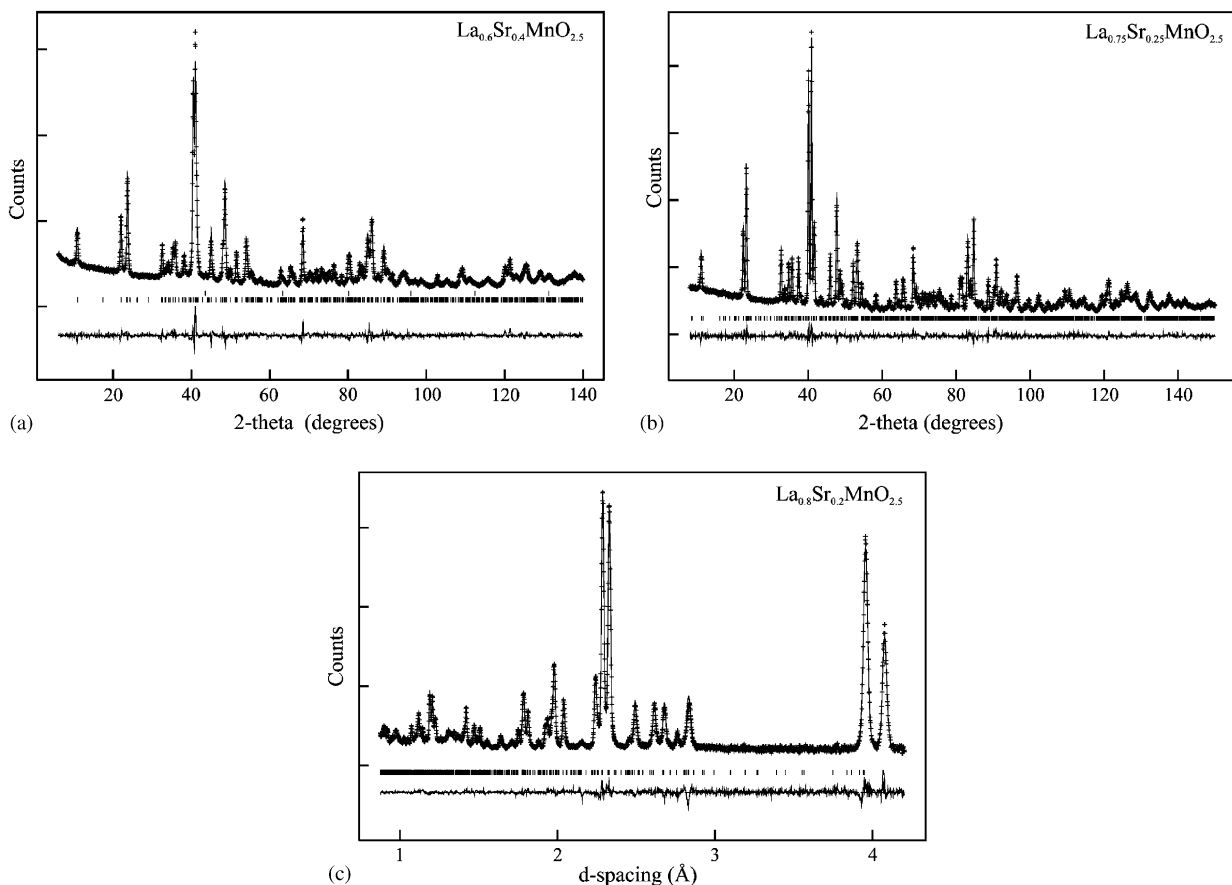 La0.6Sr0.4MnO2.5
Counts
20 40 60 80 100 120 140
2-theta (degrees)
(a)
La0.75Sr0.25MnO2.5
Counts
20 40 60 80 100 120 140
2-theta (degrees)
(b)
La0.8Sr0.2MnO2.5
Counts
1 2 3 4
d-spacing (Å)
(c)